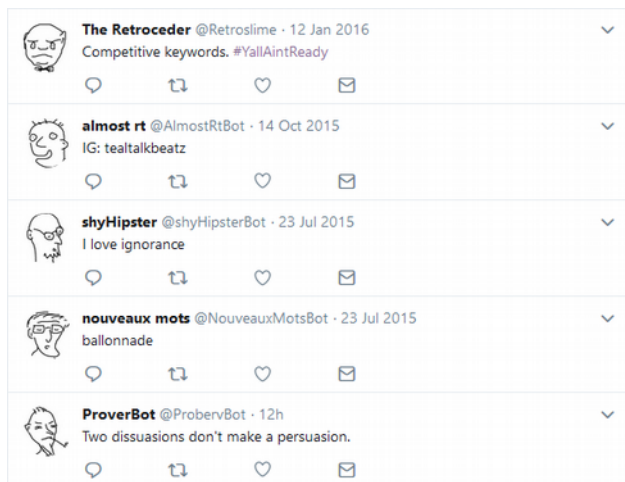 The Retroceder @Retroslime · 12 Jan 2016
Competitive keywords. #YallAintReady
almost rt @AlmostRtBot · 14 Oct 2015
IG: tealtalkbeatz
shyHipster @shyHipsterBot · 23 Jul 2015
I love ignorance
nouveaux mots @NouveauxMotsBot · 23 Jul 2015
ballonnade
ProverBot @ProbervBot · 12h
Two dissuasions don't make a persuasion.